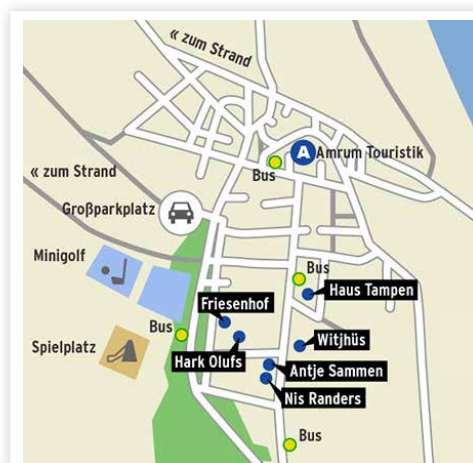 « zum Strand
A
Amrum Touristik
Bus
« zum Strand
Großparkplatz
Minigolf
Bus
Haus Tampen
Friesenhof
Bus
Hark Olufs
Witjhüs
Spielplatz
Antje Sammen
Nis Randers
Bus